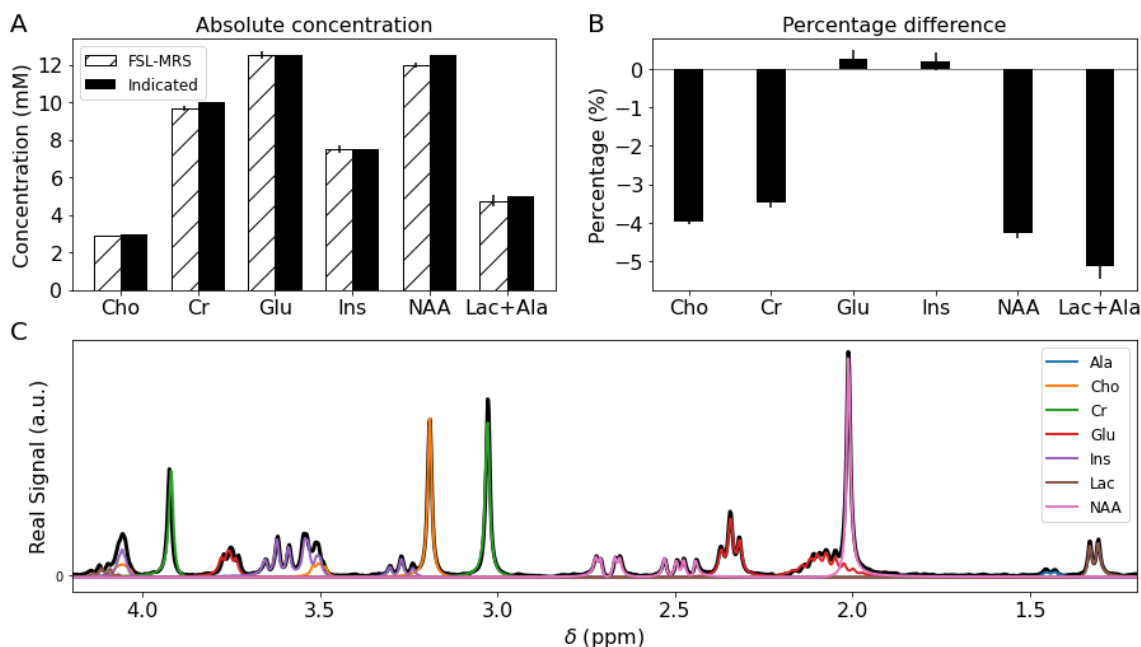 A
Absolute concentration
Concentration (mM)
12
10
8
6
4
2
0
FSL-MRS
Indicated
Cho Cr Glu Ins NAA Lac+Ala
B
Percentage difference
Percentage (%)
0
−1
−2
−3
−4
−5
Cho Cr Glu Ins NAA Lac+Ala
C
Real Signal (a.u.)
0
Ala
Cho
Cr
Glu
Ins
Lac
NAA
4.0 3.5 3.0 2.5 2.0 1.5
δ (ppm)